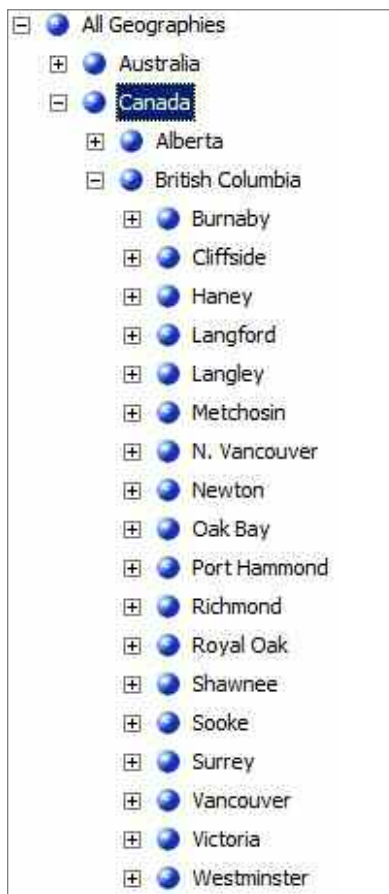 All Geographies
Australia
Canada
Alberta
British Columbia
Burnaby
Cliffside
Haney
Langford
Langley
Metchosin
N. Vancouver
Newton
Oak Bay
Port Hammond
Richmond
Royal Oak
Shawnee
Sooke
Surrey
Vancouver
Victoria
Westminster